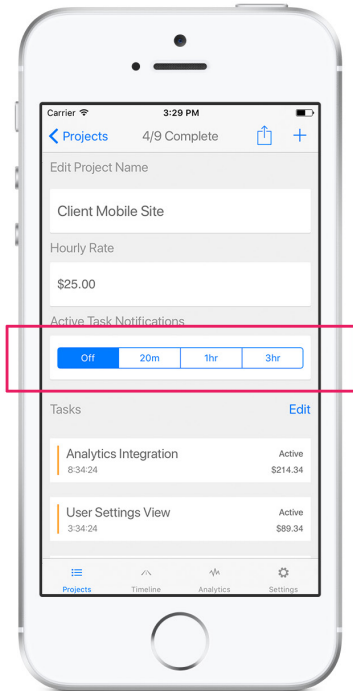 Carrier 3:29 PM
Projects 4/9 Complete +
Edit Project Name
Client Mobile Site
Hourly Rate
$25.00
Active Task Notifications
Off 20m 1hr 3hr
Tasks Edit
Analytics Integration Active
8:34:24 $214.34
User Settings View Active
3:34:24 $89.34
Projects Timeline Analytics Settings